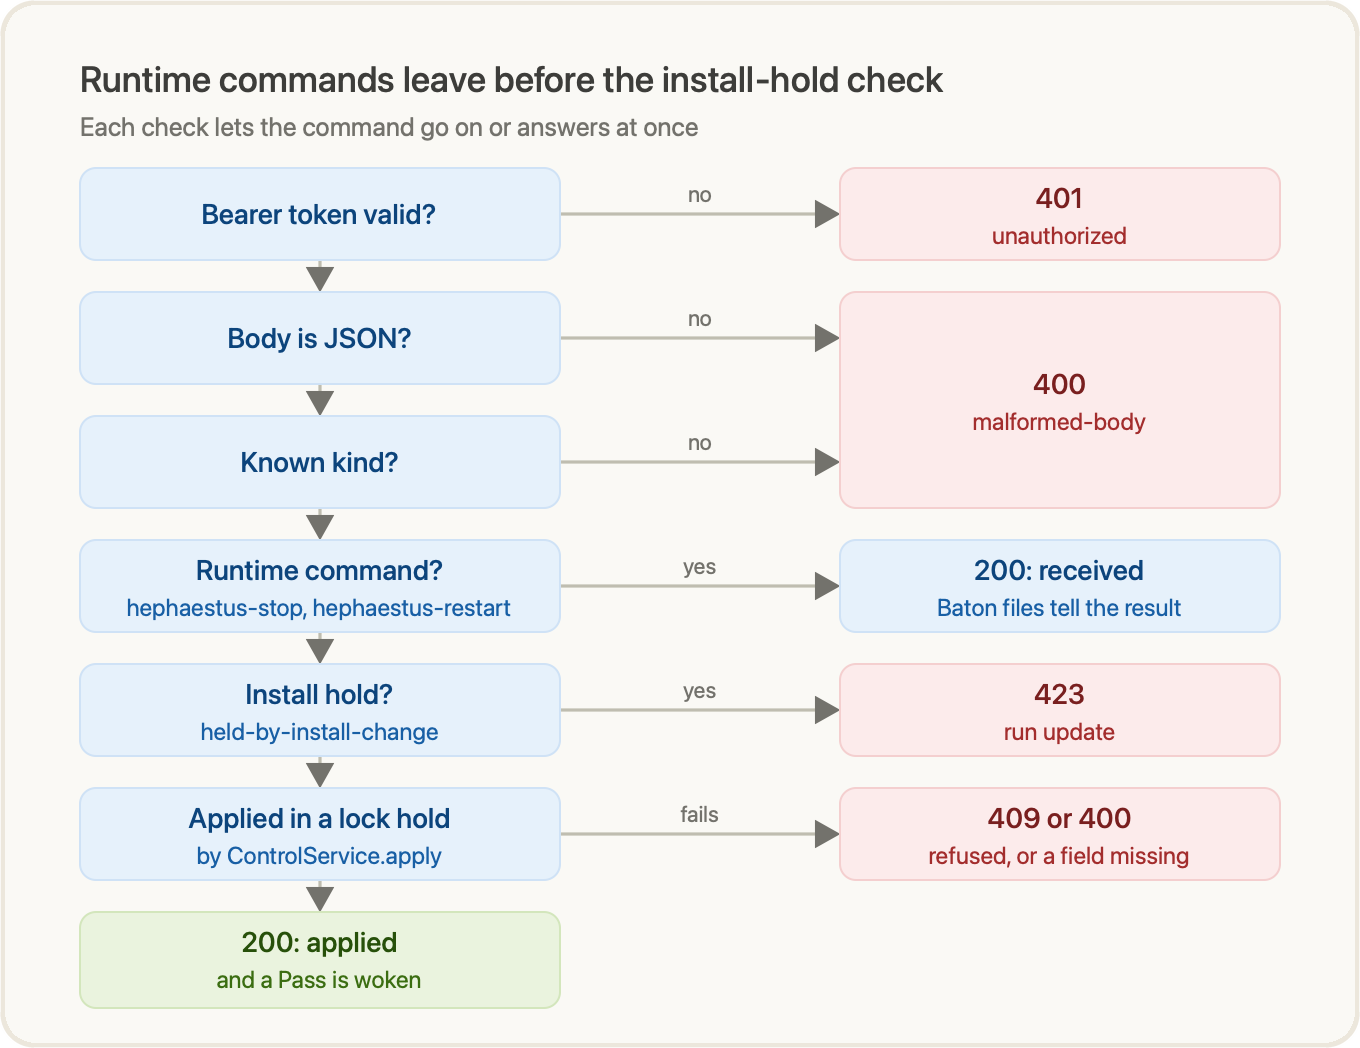 Runtime commands leave before the install-hold check
Each check lets the command go on or answers at once
Bearer token valid?
no
401
unauthorized
Body is JSON?
no
400
malformed-body
Known kind?
no
Runtime command?
hephaestus-stop, hephaestus-restart
yes
200: received
Baton files tell the result
Install hold?
held-by-install-change
yes
423
run update
Applied in a lock hold
by ControlService.apply
fails
409 or 400
refused, or a field missing
200: applied
and a Pass is woken